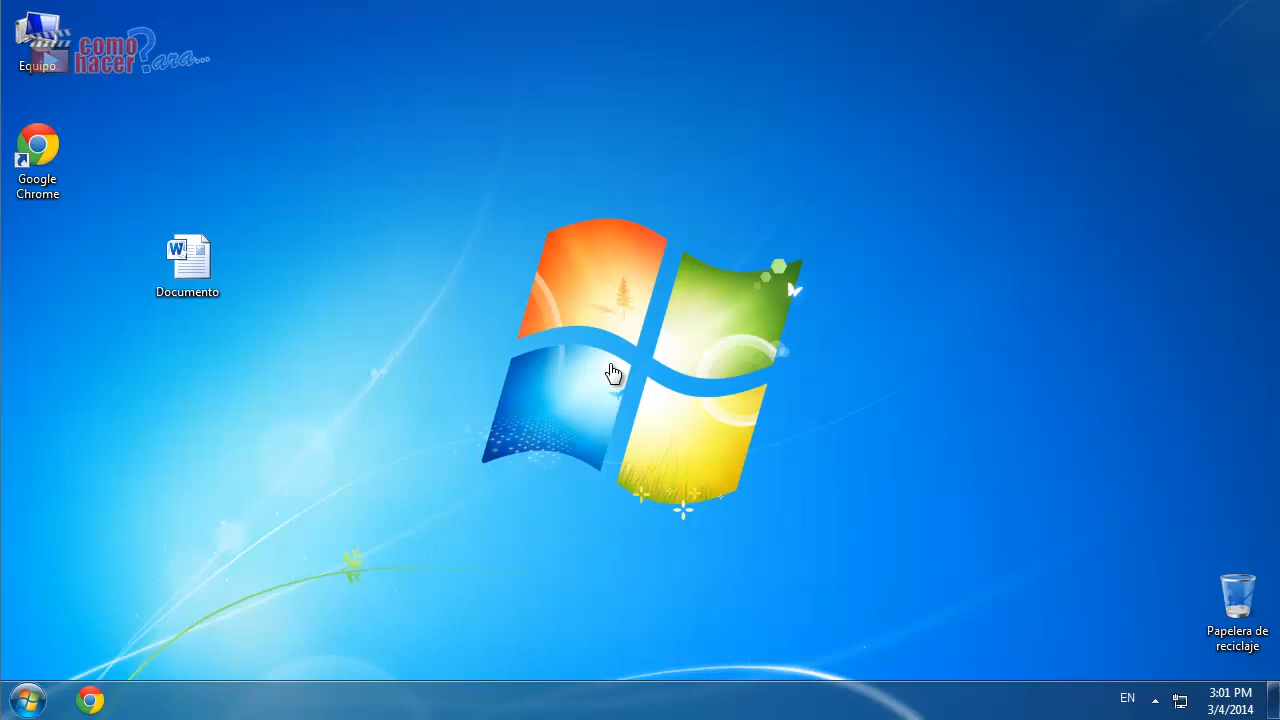 como
hacer
?ara...
Equipo
Google
Chrome
W
Documento
Papelera de
reciclaje
EN
3:01 PM
3/4/2014